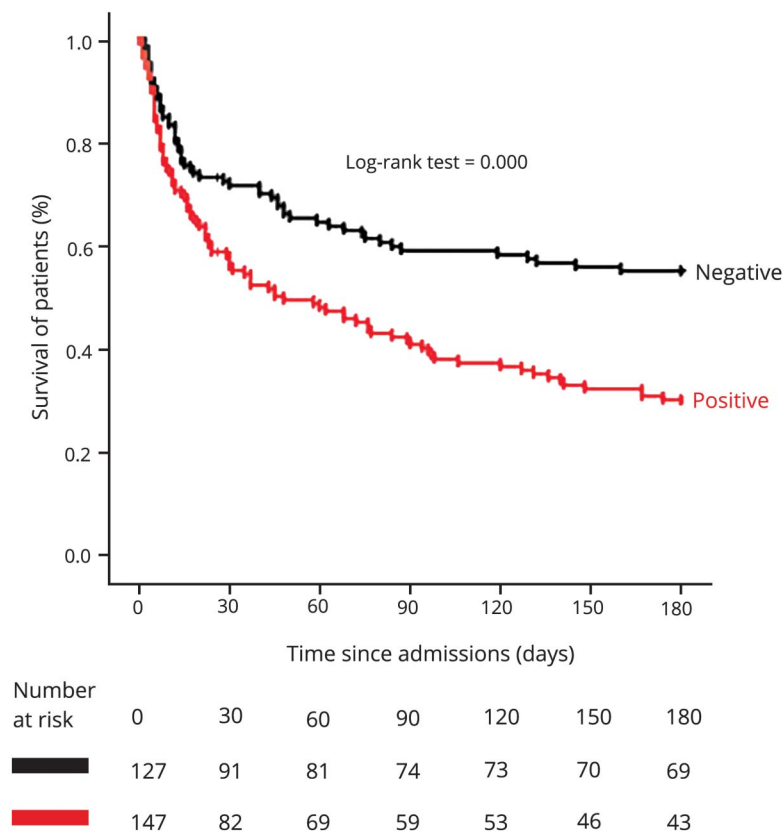 1.0
0.8
0.6
0.4
0.2
0.0
Survival of patients (%)
Log-rank test = 0.000
Negative
Positive
0 30 60 90 120 150 180
Time since admissions (days)
Number
at risk
0 30 60 90 120 150 180
127 91 81 74 73 70 69
147 82 69 59 53 46 43